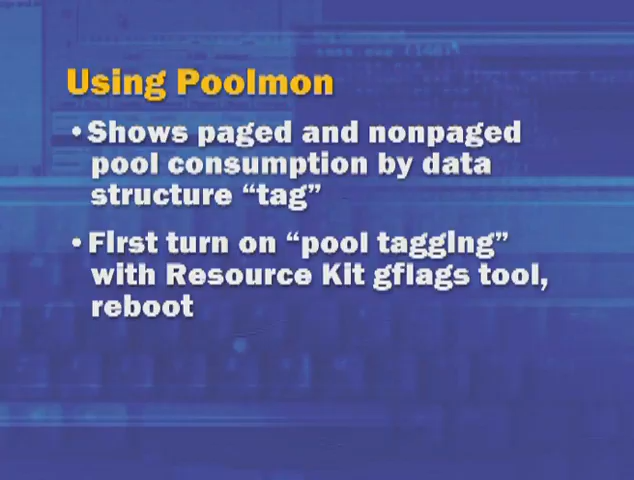 Using Poolmon
•Shows paged and nonpaged
pool consumption by data
structure “tag”
•First turn on “pool tagging”
with Resource Kit gflags tool,
reboot